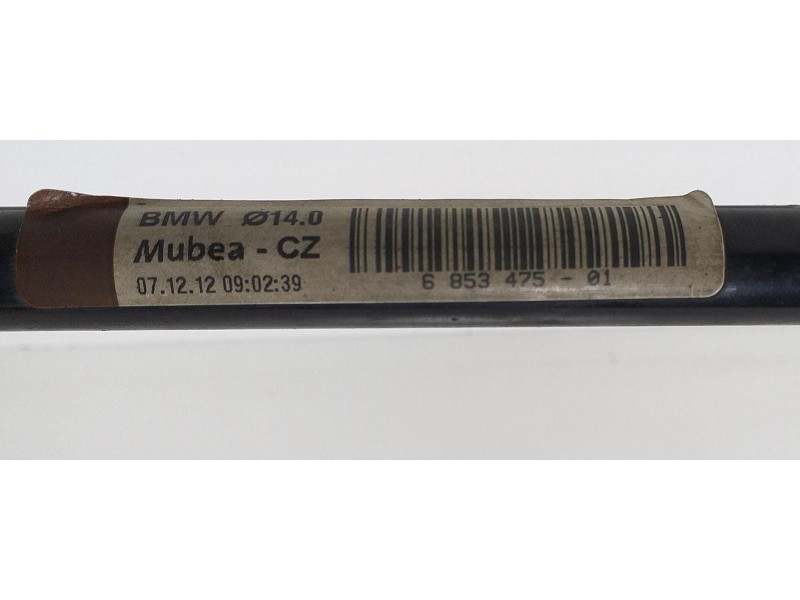 BMW Ø14.0
Mubea - CZ
07.12.12 09:02:39
6 853 475 - 01